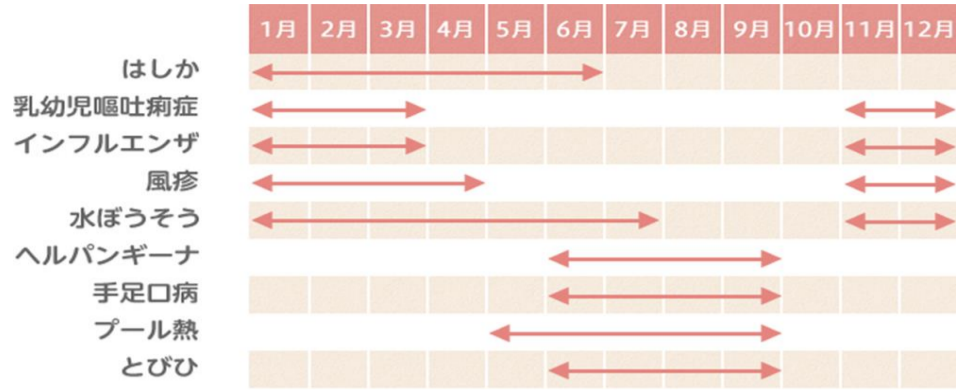 1月 2月 3月 4月 5月 6月 7月 8月 9月 10月 11月 12月
はしか
乳幼児嘔吐痢症
インフルエンザ
風疹
水ぼうそう
ヘルパンギーナ
手足口病
プール熱
とびひ